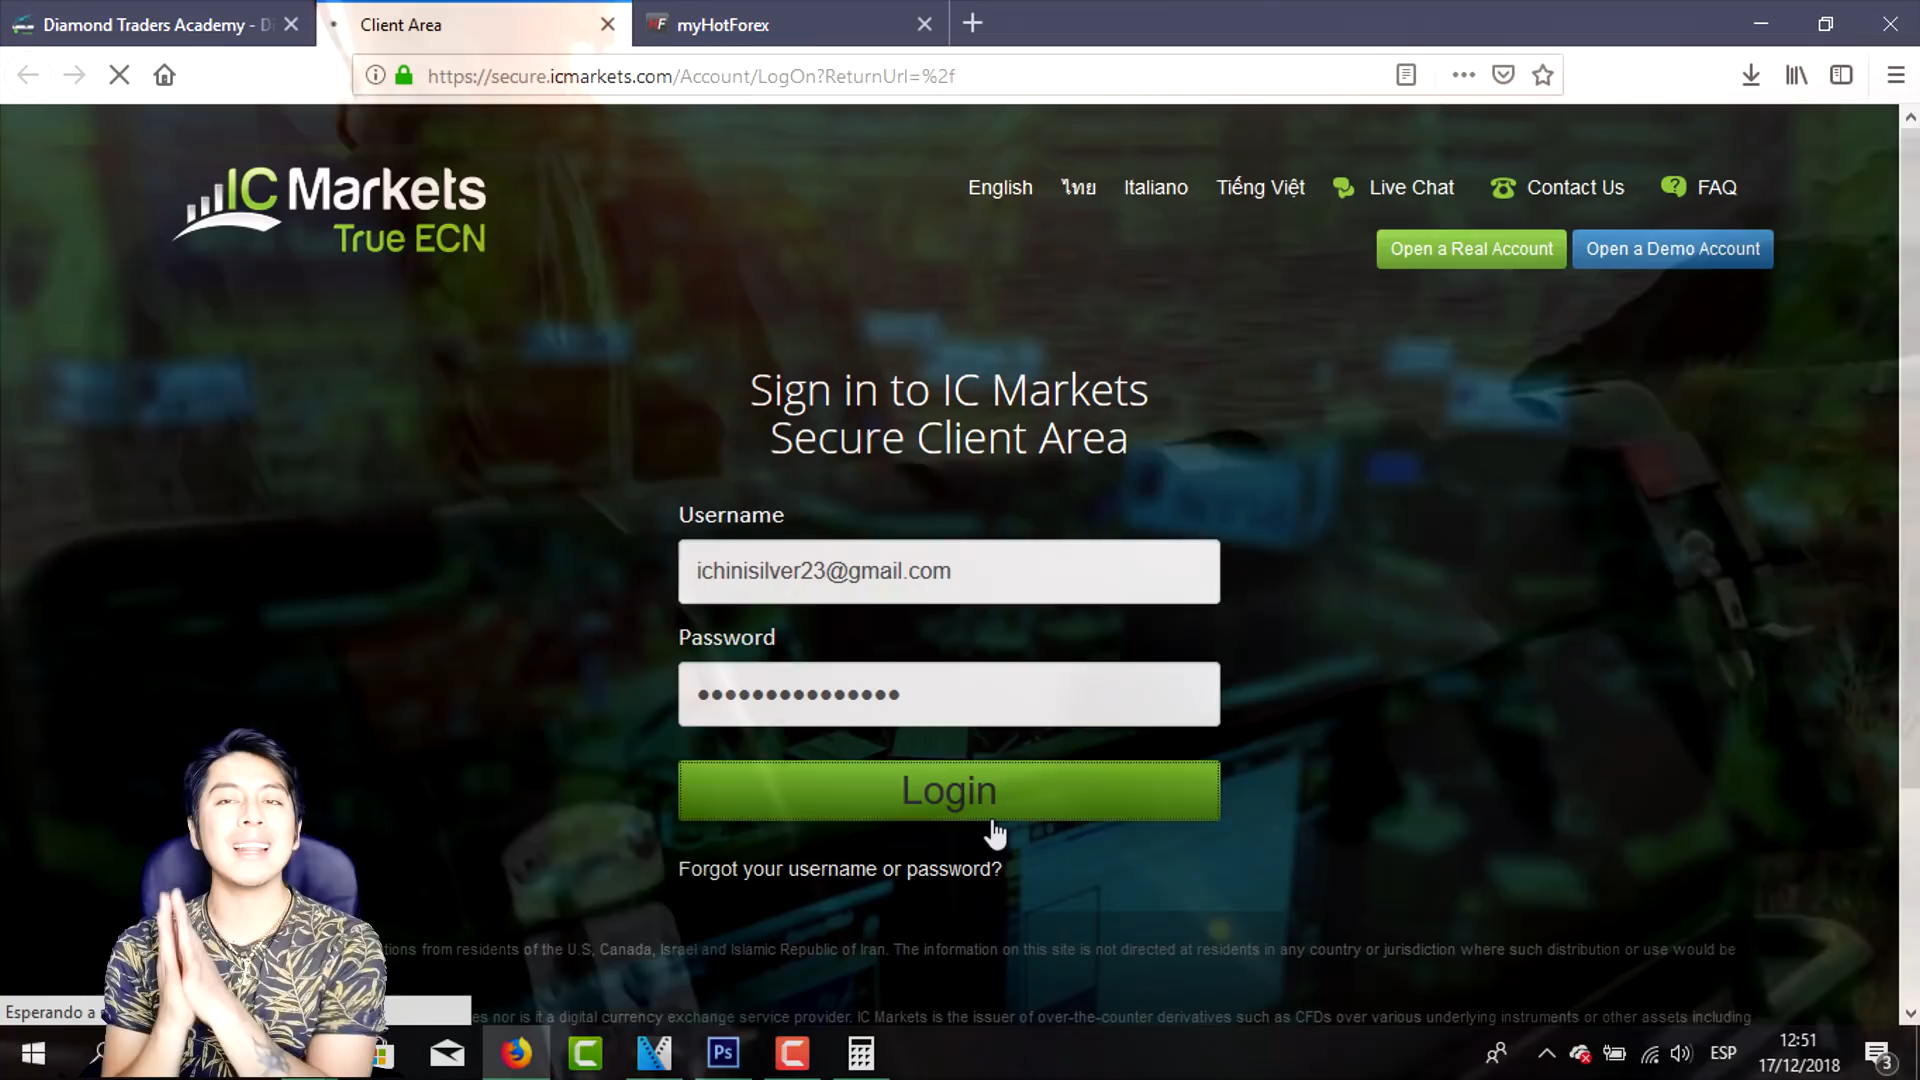 Diamond Traders Academy - Di
Client Area
myHotForex
https://secure.icmarkets.com/Account/LogOn?ReturnUrl=%2f
IC Markets
True ECN
English ไทย Italiano Tiếng Việt Live Chat Contact Us FAQ
Open a Real Account Open a Demo Account
Sign in to IC Markets
Secure Client Area
Username
ichinisilver23@gmail.com
Password
Login
Forgot your username or password?
from residents of the U.S, Canada, Israel and Islamic Republic of Iran. The information on this site is not directed at residents in any country or jurisdiction where such distribution or use would be
Esperando a
nor is it a digital currency exchange service provider. IC Markets is the issuer of over-the-counter derivatives such as CFDs over various underlying instruments or other assets including
Ps
ESP
12:51
17/12/2018
3